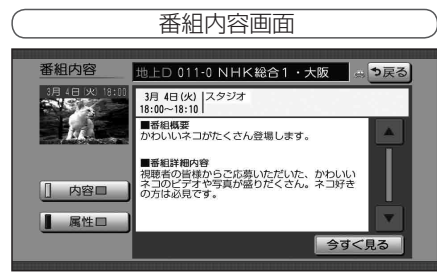 番組内容画面
番組内容
地上D 011-0 NHK総合1・大阪
戻る
3月 4日(火) 18:00
3月 4日(火) スタジオ
18:00~18:10
■番組概要
かわいいネコがたくさん登場します。
■番組詳細内容
視聴者の皆様からご応募いただいた、かわいい
ネコのビデオや写真が盛りだくさん。ネコ好き
の方は必見です。
内容
属性
今すぐ見る